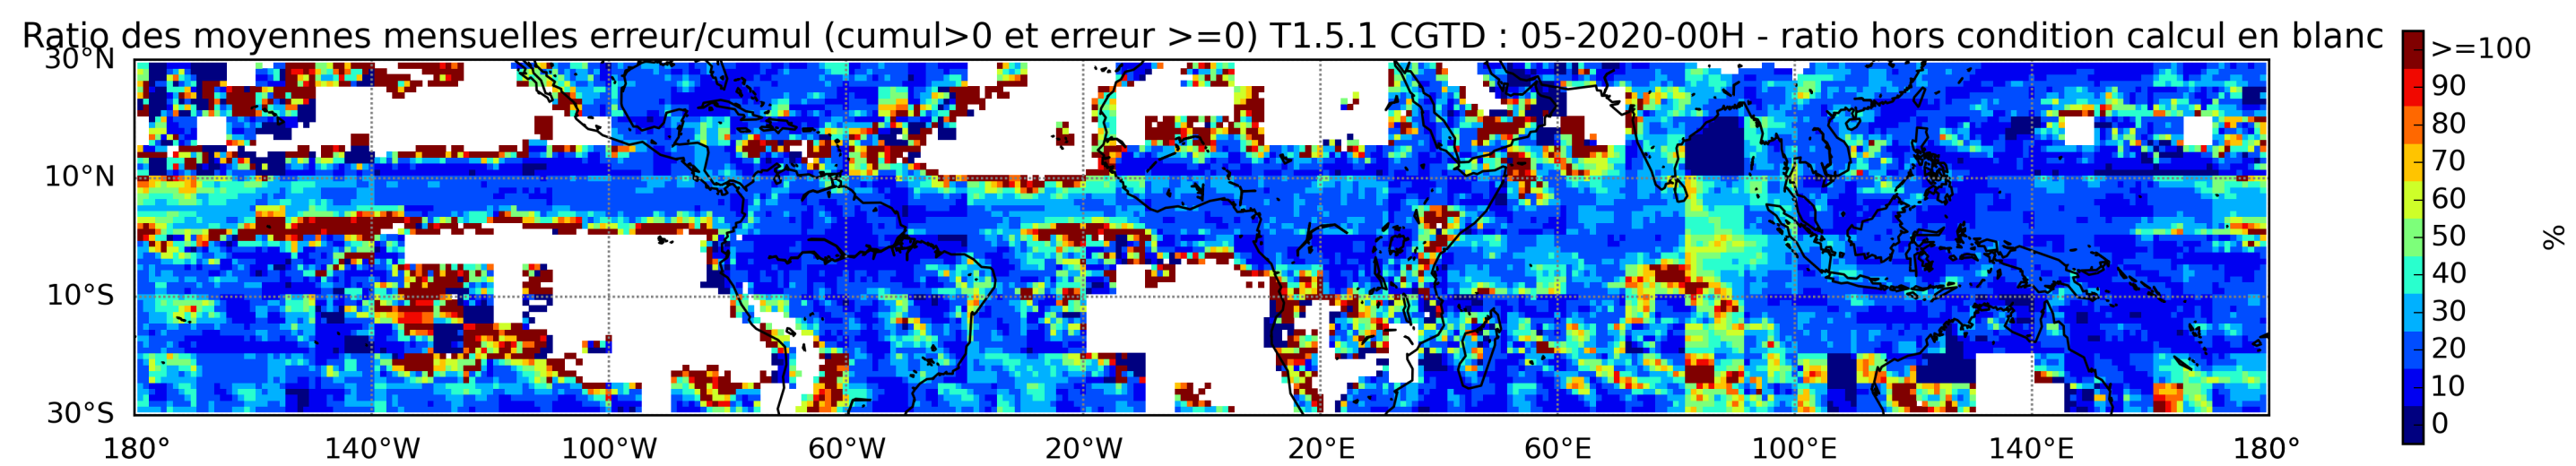 Ratio des moyennes mensuelles erreur/cumul (cumul>0 et erreur >=0) T1.5.1 CGTD : 05-2020-00H - ratio hors condition calcul en blanc
30°N
10°N
10°S
30°S
180° 140°W 100°W 60°W 20°W 20°E 60°E 100°E 140°E 180°
>=100
90
80
70
60
50
40
30
20
10
0
%